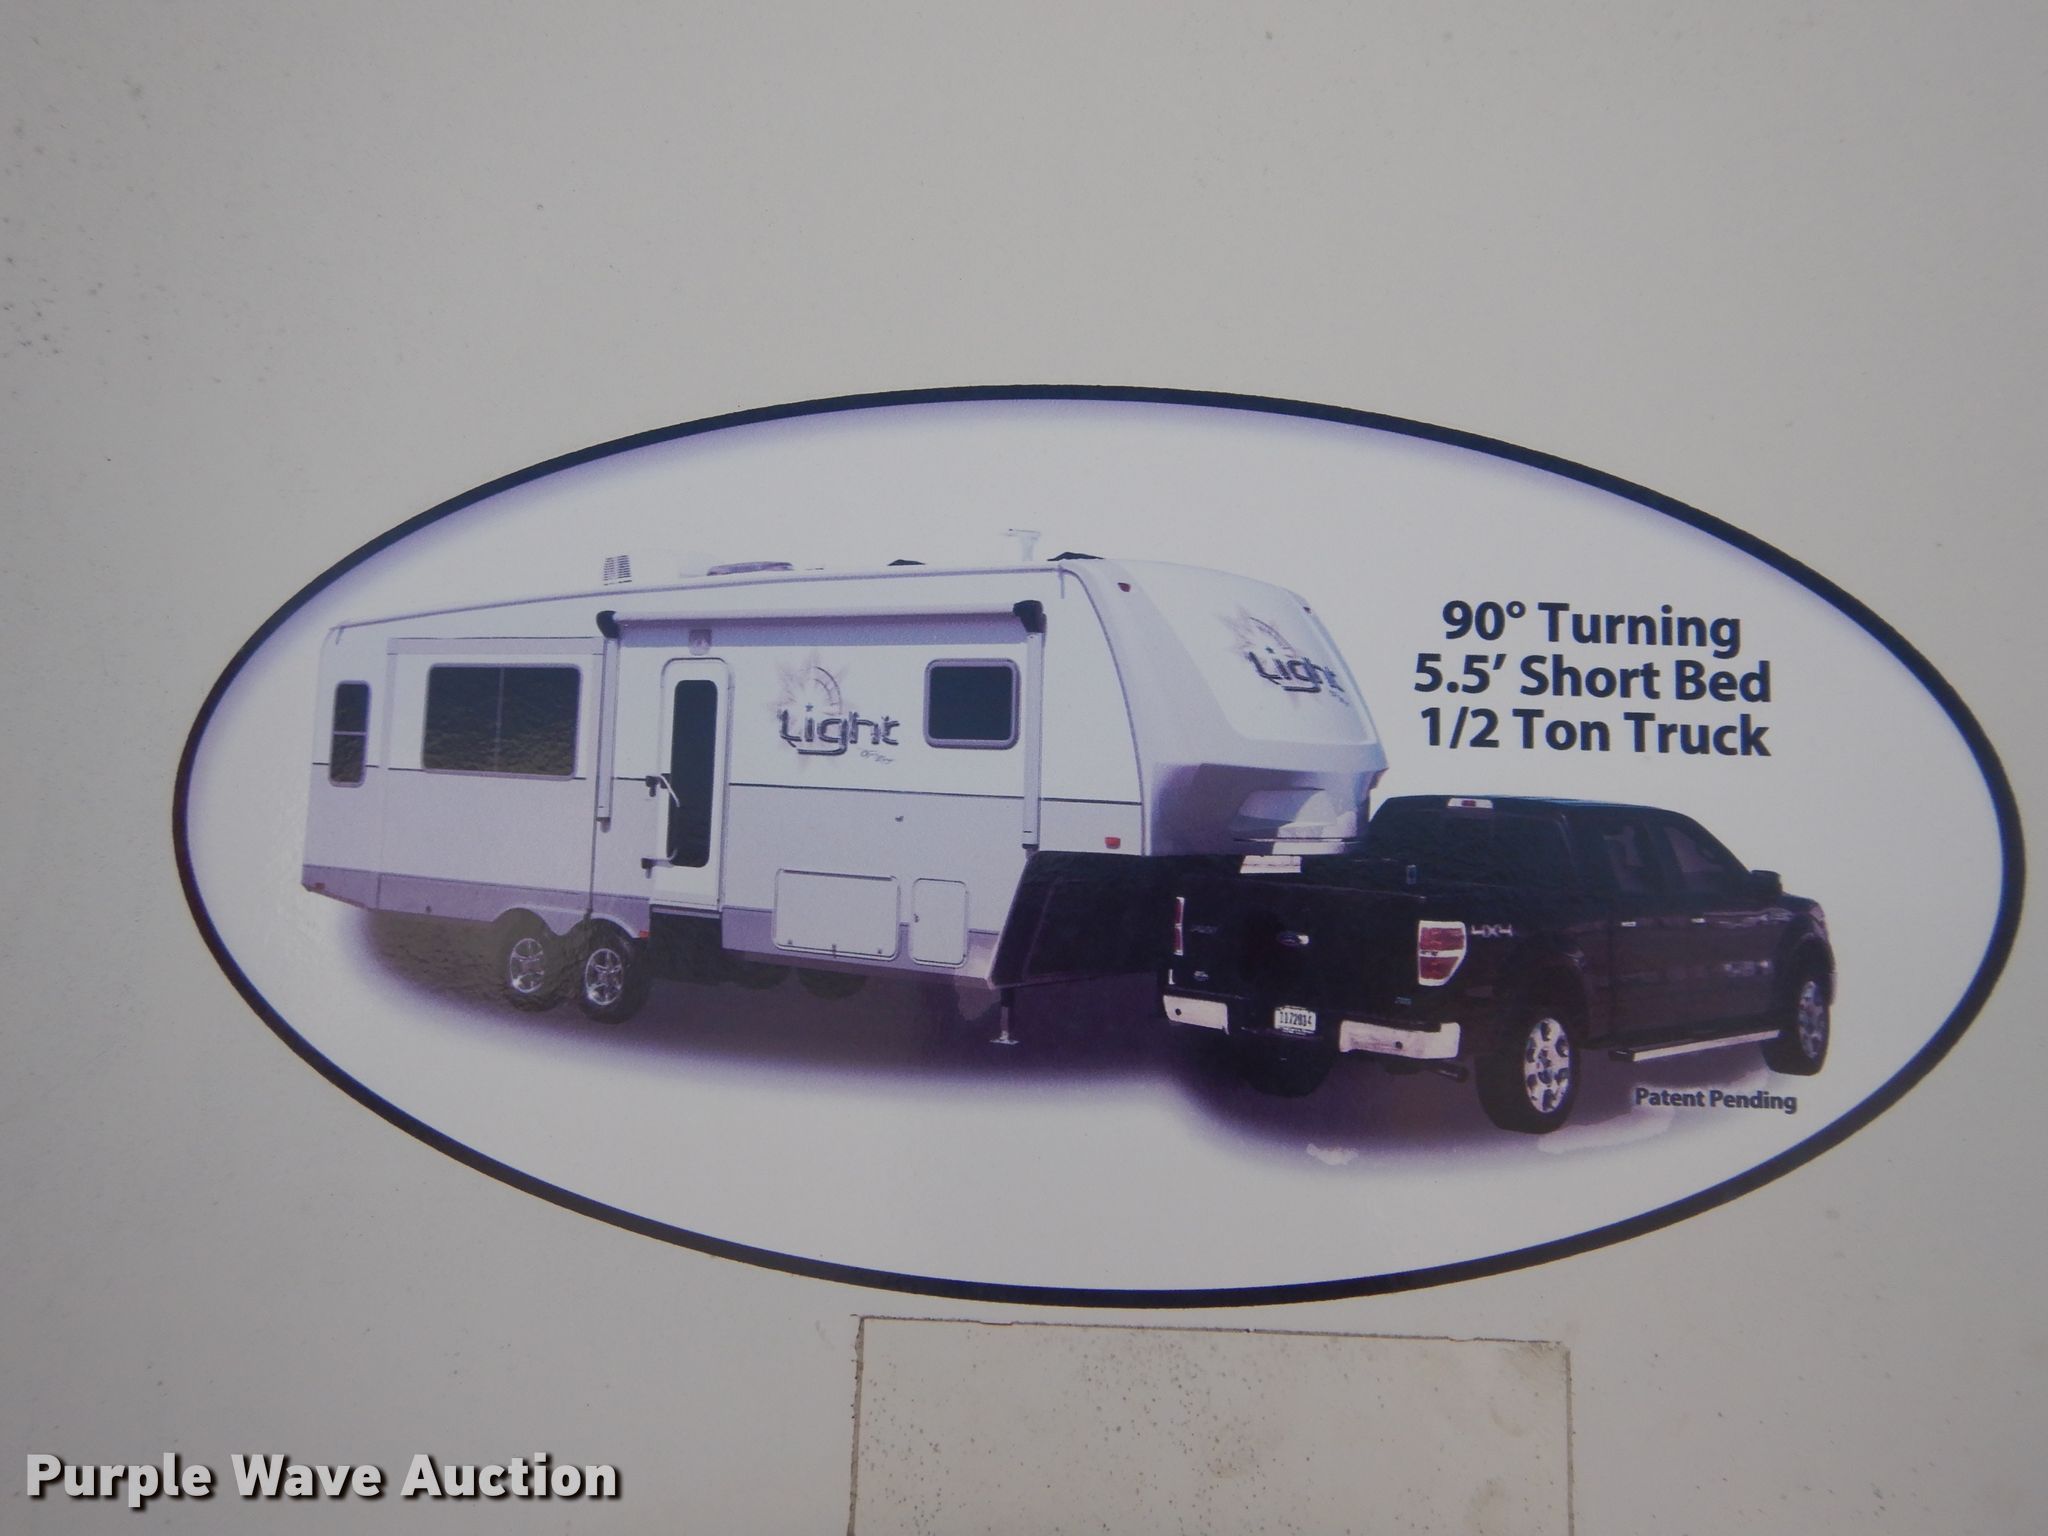 90° Turning
5.5' Short Bed
1/2 Ton Truck
Light
Light
4X4
Patent Pending
Purple Wave Auction